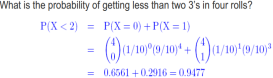 What is the probability of getting less than two 3's in four rolls?
P(X < 2) = P(X = 0) + P(X = 1)
= (4 0)(1/10)^0(9/10)^4 + (4 1)(1/10)^1(9/10)^3
= 0.6561 + 0.2916 = 0.9477